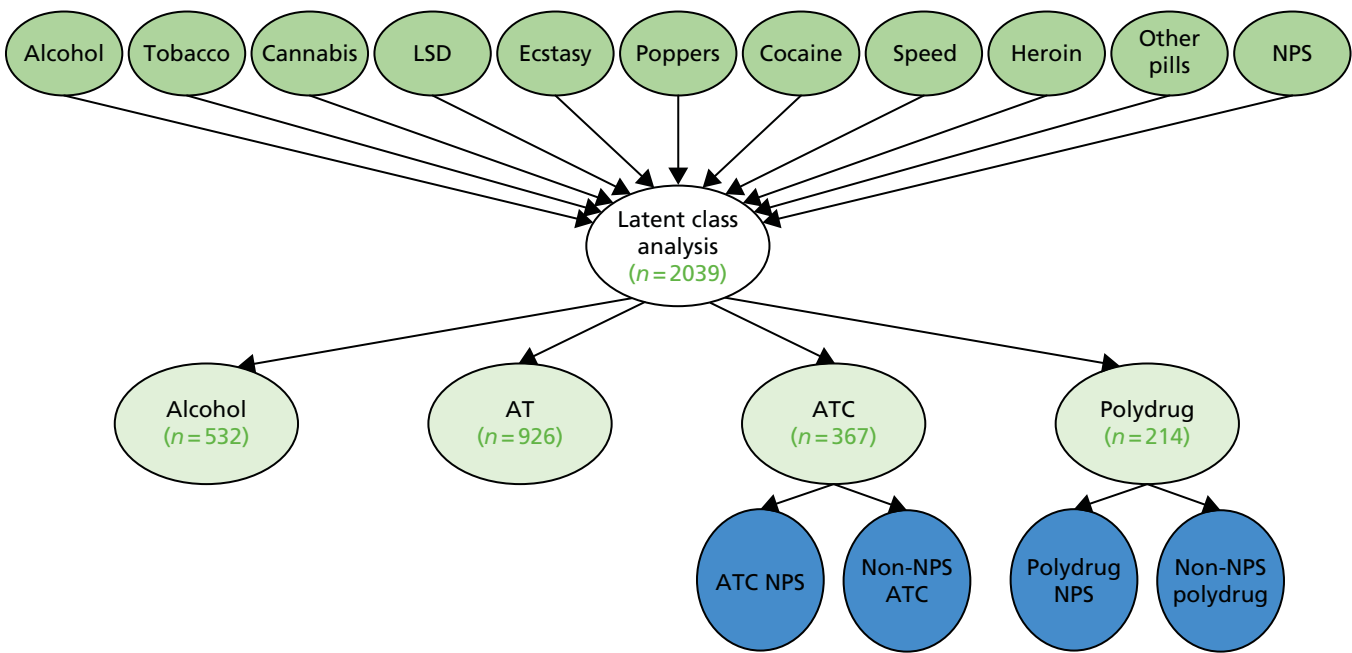 Alcohol
Tobacco
Cannabis
LSD
Ecstasy
Poppers
Cocaine
Speed
Heroin
Other
pills
NPS
Latent class
analysis
(n=2039)
Alcohol
(n=532)
AT
(n=926)
ATC
(n=367)
Polydrug
(n=214)
ATC NPS
Non-NPS
ATC
Polydrug
NPS
Non-NPS
polydrug